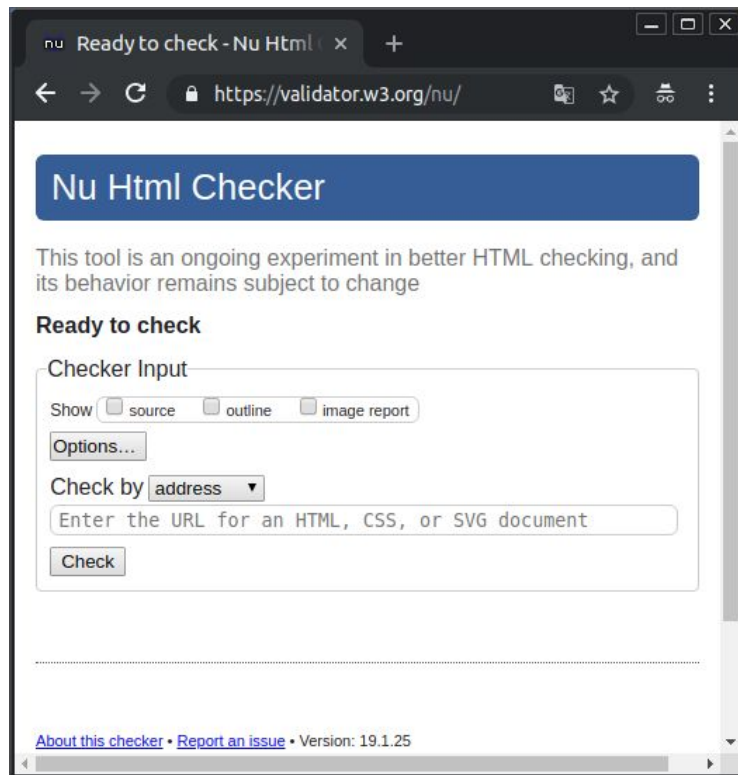 nu Ready to check - Nu Html
https://validator.w3.org/nu/
Nu Html Checker
This tool is an ongoing experiment in better HTML checking, and
its behavior remains subject to change
Ready to check
Checker Input
Show source outline image report
Options...
Check by address
Enter the URL for an HTML, CSS, or SVG document
Check
About this checker • Report an issue • Version: 19.1.25